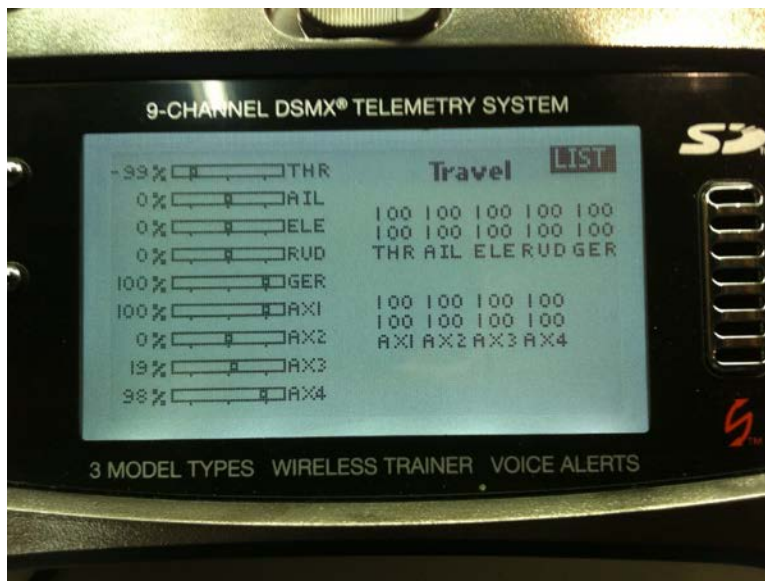 9-CHANNEL DSMX® TELEMETRY SYSTEM
SD
-99% THR
0% AIL
0% ELE
0% RUD
100% GER
100% AX1
0% AX2
19% AX3
98% AX4
Travel LIST
100 100 100 100 100
100 100 100 100 100
THR AIL ELE RUD GER
100 100 100 100
100 100 100 100
AX1 AX2 AX3 AX4
TM
3 MODEL TYPES WIRELESS TRAINER VOICE ALERTS